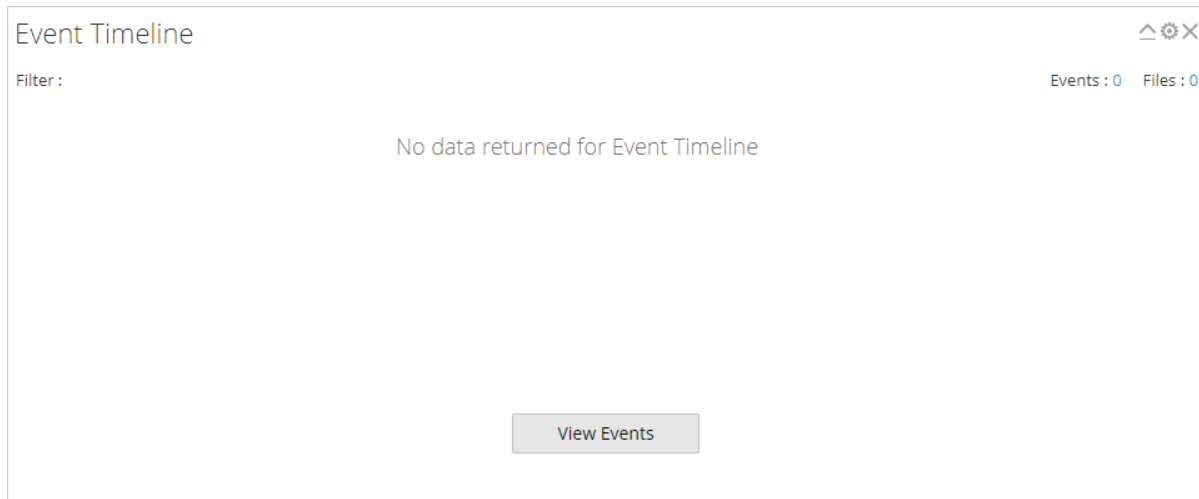 Event Timeline
Filter :
Events : 0 Files : 0
No data returned for Event Timeline
View Events